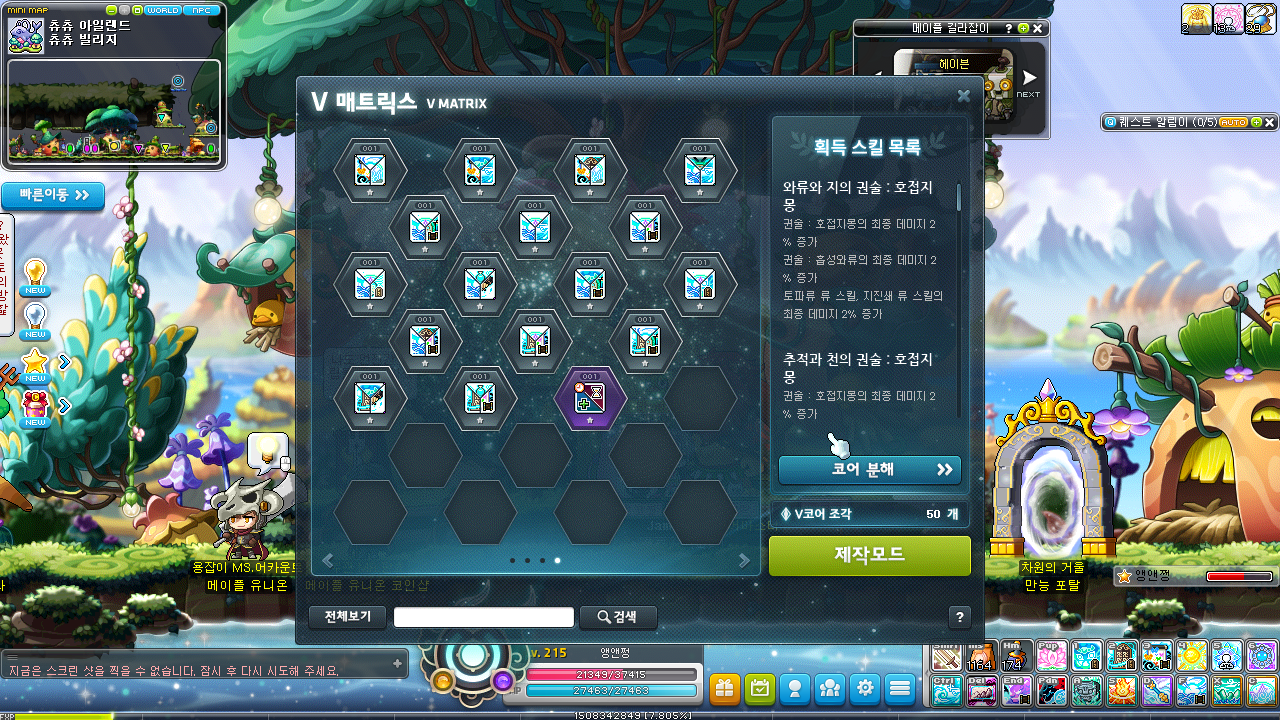 MINI MAP
WORLD
NPC
츄츄 아일랜드
츄츄 빌리지
빠른이동
NEW
NEW
NEW
NEW
메이플 길라잡이
헤이븐
NEXT
퀘스트 알림이 (0/5) AUTO
V 매트릭스 V MATRIX
001 001 001 001
001 001 001
001 001 001 001
001 001 001
001 001 001
획득 스킬 목록
와류와 지의 권술 : 호접지
몽
권술 : 호접지몽의 최종 데미지 2
% 증가
권술 : 흡성와류의 최종 데미지 2
% 증가
토파류 류 스킬, 지진쇄 류 스킬의
최종 데미지 2% 증가
추적과 천의 권술 : 호접지
몽
권술 : 호접지몽의 최종 데미지 2
% 증가
코어 분해
V코어 조각 50 개
제작모드
전체보기
검색
?
용잡이 MS.어카운트
메이플 유니온
메이플 유니온 코인샵
차원의 거울
만능 포탈
앵앤쩡
지금은 스크린 샷을 찍을 수 없습니다. 잠시 후 다시 시도해 주세요.
Lv. 215 앵앤쩡
21349/37415
27463/27463
1164
174
Hm
Pup
Ctrl
Del
End
Pdn
EXP
1508342849 [7.805%]